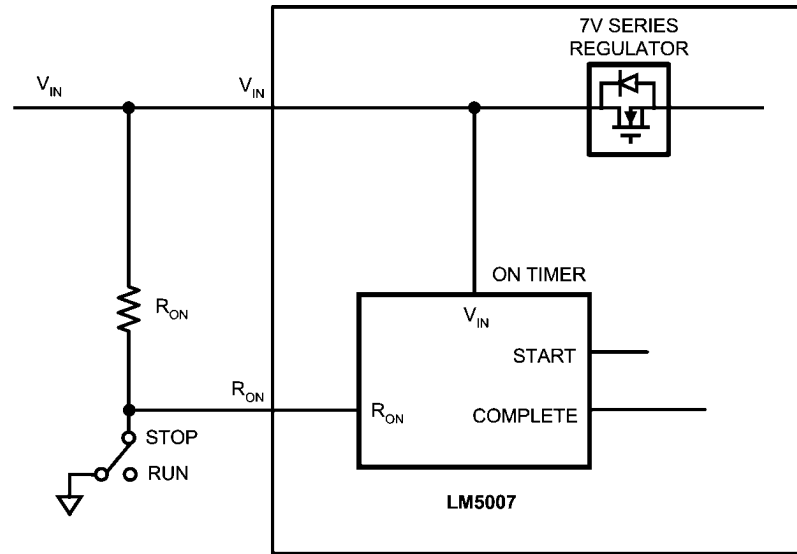 7V SERIES
REGULATOR
V_IN
V_IN
ON TIMER
R_ON
V_IN
START
R_ON
R_ON
COMPLETE
STOP
RUN
LM5007